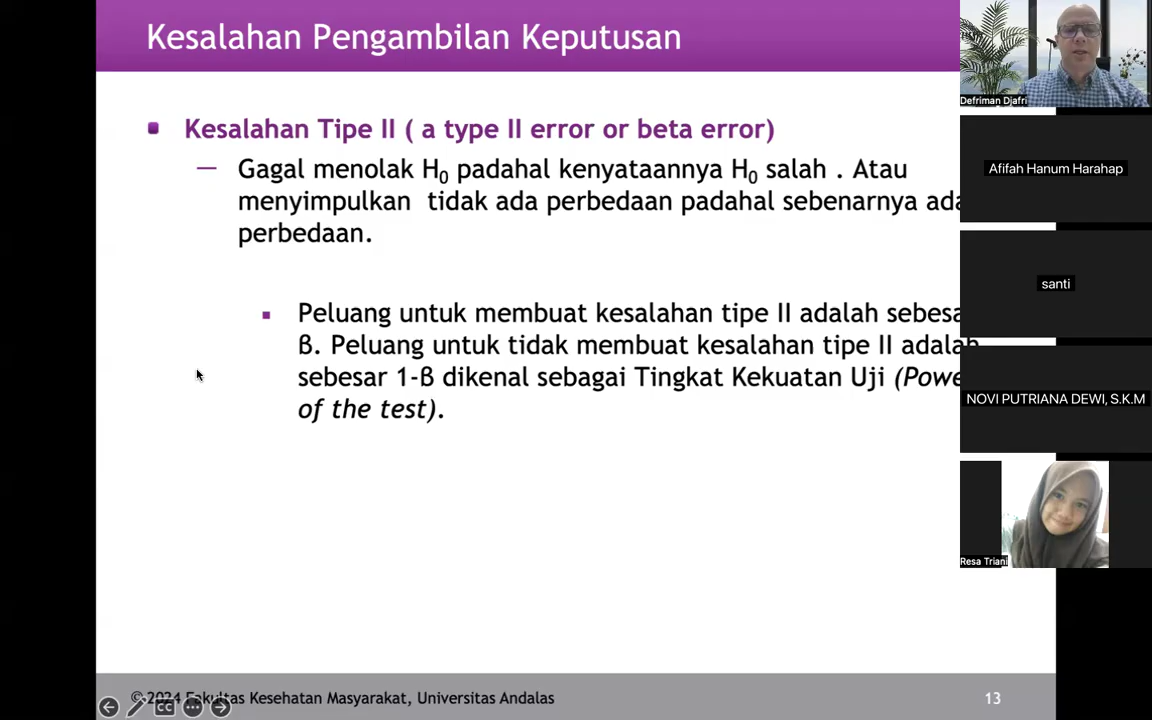 Kesalahan Pengambilan Keputusan
Kesalahan Tipe II ( a type II error or beta error)
Gagal menolak H₀ padahal kenyataannya H₀ salah . Atau
menyimpulkan tidak ada perbedaan padahal sebenarnya ada
perbedaan.
Peluang untuk membuat kesalahan tipe II adalah
β. Peluang untuk tidak membuat kesalahan tipe II adalah
sebesar 1-β dikenal sebagai Tingkat Kekuatan Uji
of the test).
©2024 Fakultas Kesehatan Masyarakat, Universitas Andalas
13
CC
Defriman Djafri
Afifah Hanum Harahap
santi
NOVI PUTRIANA DEWI, S.K.M
Resa Triani